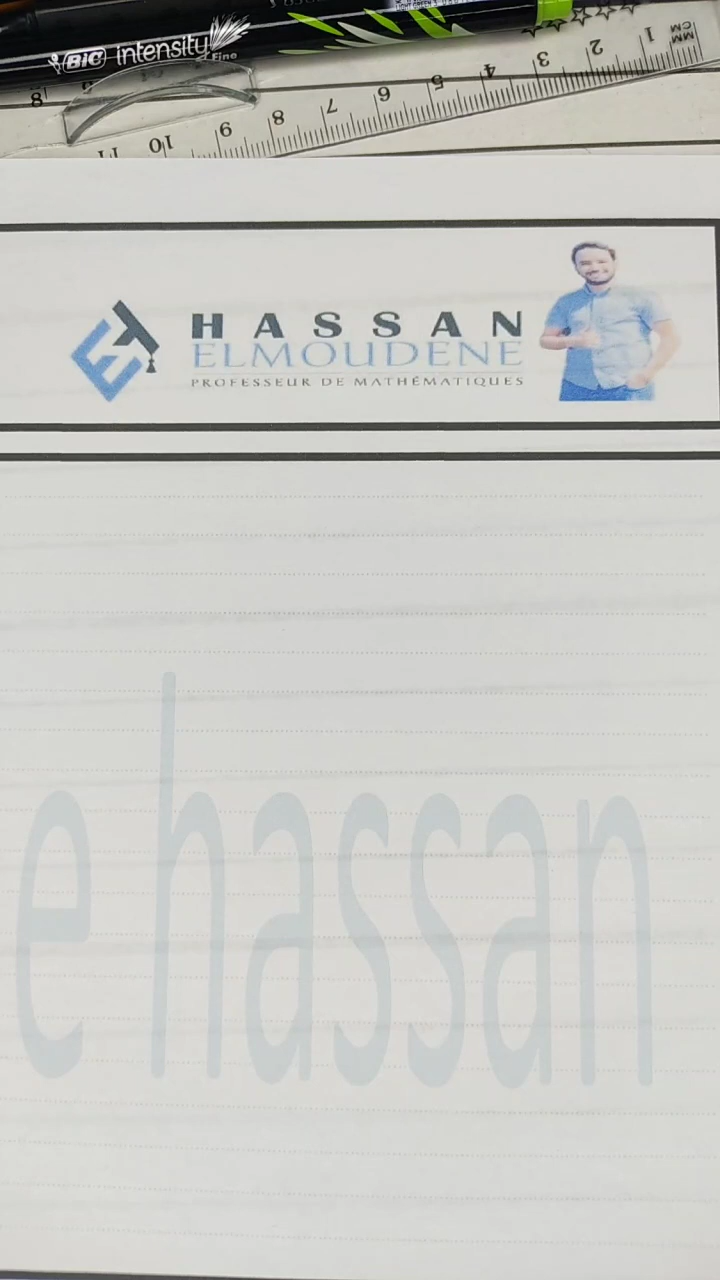 BIC intensity Fine
1 2 3 4 5 6 7 8 9 10 11
MM
CM
8
HASSAN
ELMOUDENE
PROFESSEUR DE MATHÉMATIQUES
e hassan